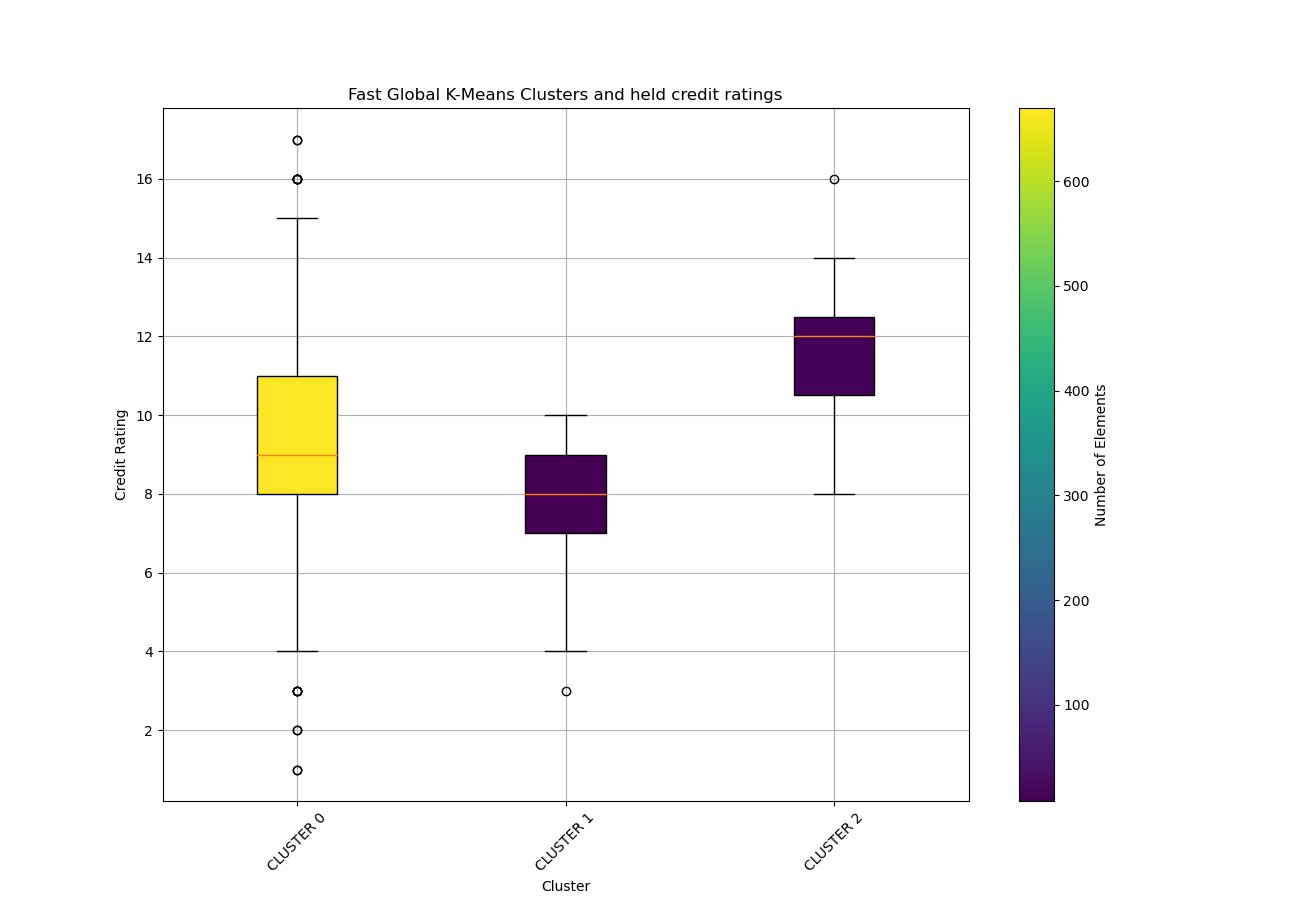 Fast Global K-Means Clusters and held credit ratings
16
14
12
10
8
6
4
2
Credit Rating
CLUSTER 0
CLUSTER 1
CLUSTER 2
Cluster
600
500
400
300
200
100
Number of Elements